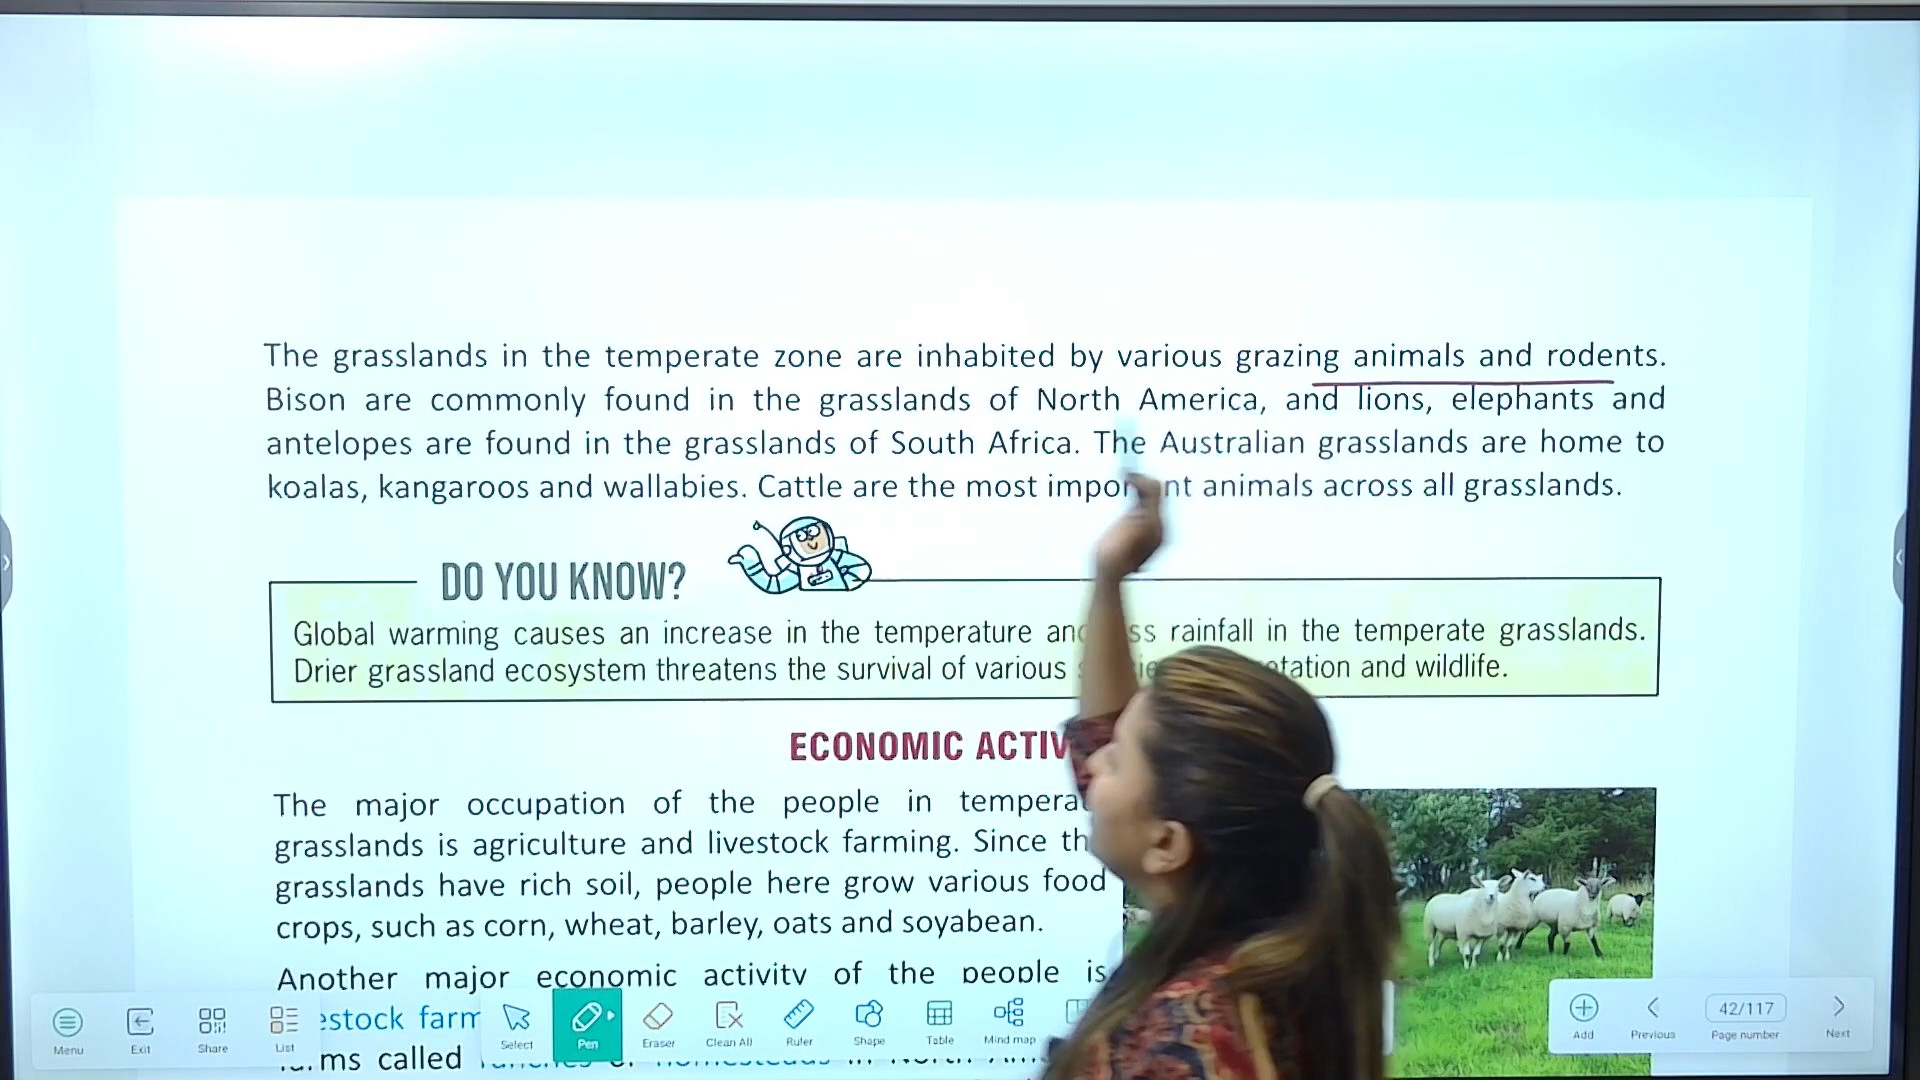 The grasslands in the temperate zone are inhabited by various grazing animals and rodents.
Bison are commonly found in the grasslands of North America, and lions, elephants and
antelopes are found in the grasslands of South Africa. The Australian grasslands are home to
koalas, kangaroos and wallabies. Cattle are the most impor nt animals across all grasslands.
DO YOU KNOW?
Global warming causes an increase in the temperature an ss rainfall in the temperate grasslands.
Drier grassland ecosystem threatens the survival of various tation and wildlife.
ECONOMIC ACTIV
The major occupation of the people in tempera
grasslands is agriculture and livestock farming. Since th
grasslands have rich soil, people here grow various food
crops, such as corn, wheat, barley, oats and soyabean.
Another major economic activity of the people is
estock farm
ms called
Menu
Exit
Share
List
Select
Pen
Eraser
Clean All
Ruler
Shape
Table
Mind map
Add
Previous
42/117
Page number
Next